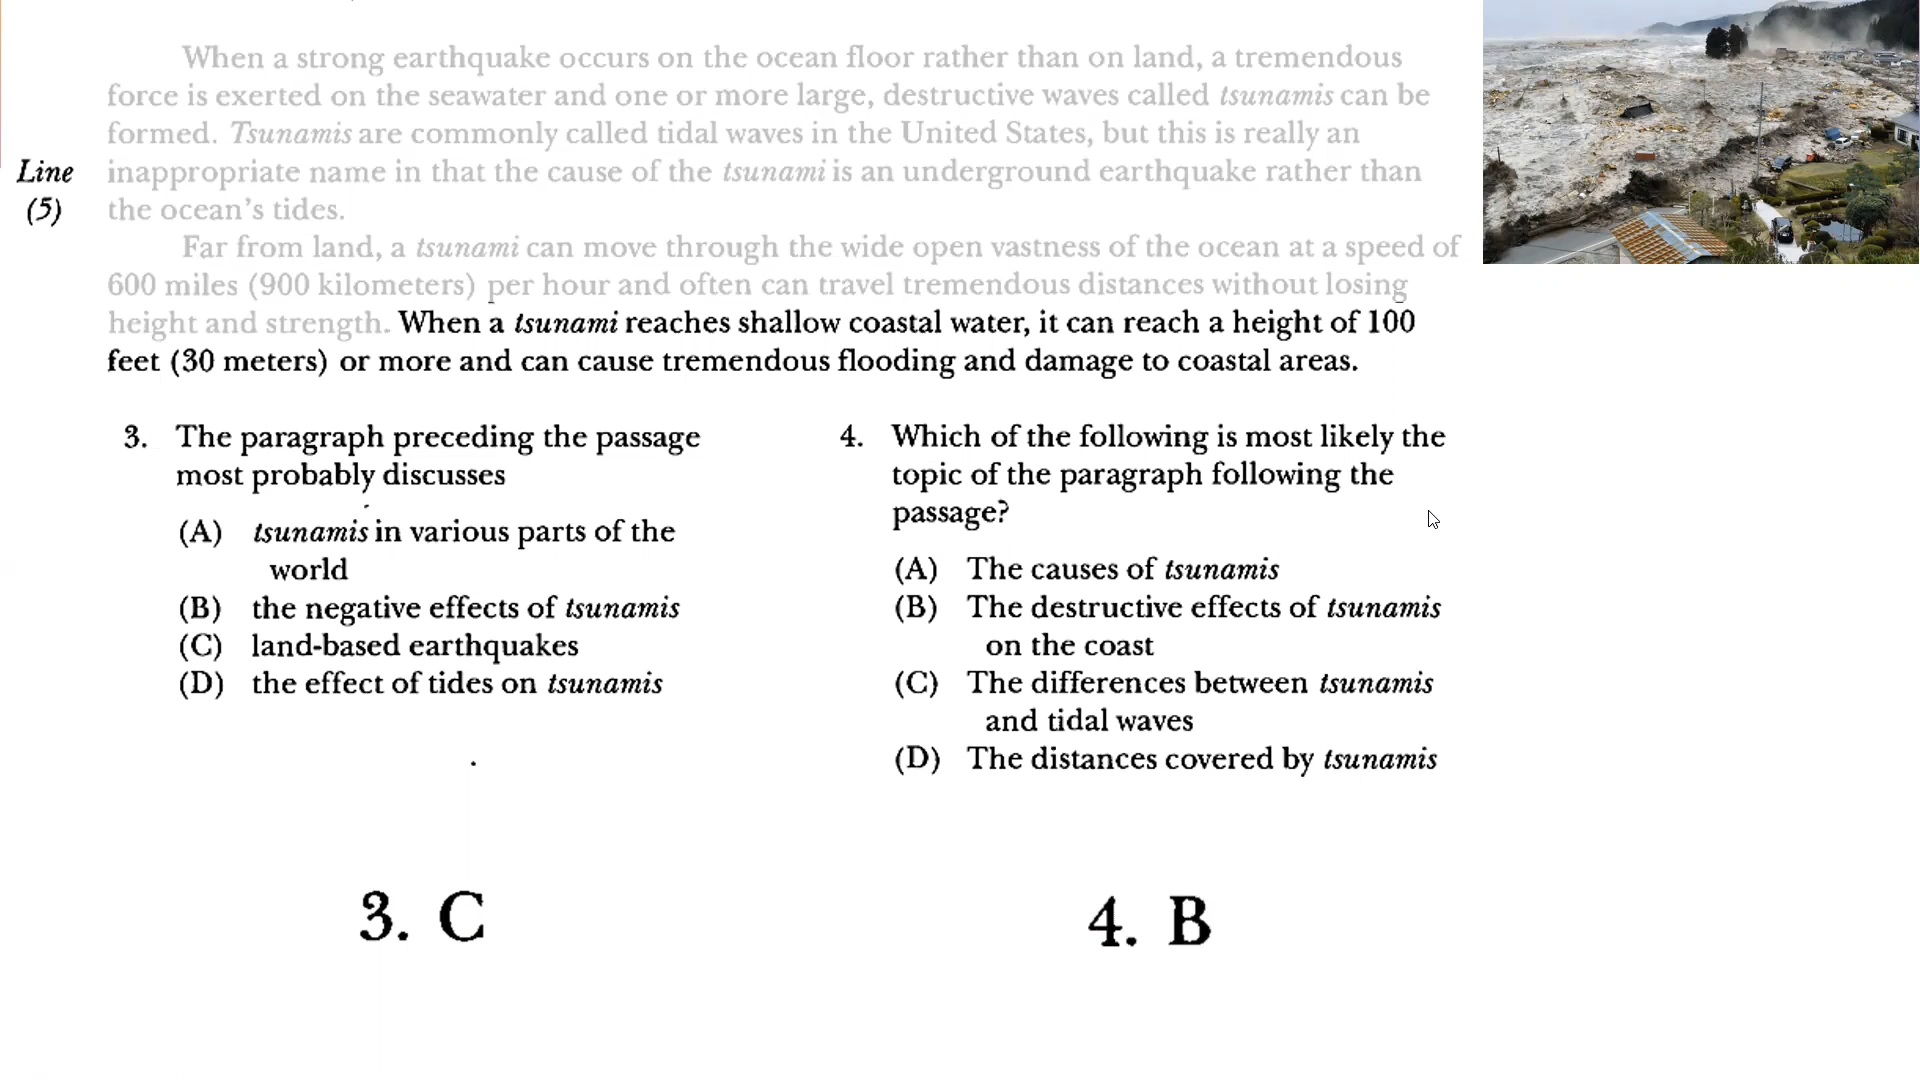 When a strong earthquake occurs on the ocean floor rather than on land, a tremendous
force is exerted on the seawater and one or more large, destructive waves called tsunamis can be
formed. Tsunamis are commonly called tidal waves in the United States, but this is really an
Line inappropriate name in that the cause of the tsunami is an underground earthquake rather than
(5) the ocean's tides.
Far from land, a tsunami can move through the wide open vastness of the ocean at a speed of
600 miles (900 kilometers) per hour and often can travel tremendous distances without losing
height and strength. When a tsunami reaches shallow coastal water, it can reach a height of 100
feet (30 meters) or more and can cause tremendous flooding and damage to coastal areas.
3. The paragraph preceding the passage
most probably discusses
(A) tsunamis in various parts of the
world
(B) the negative effects of tsunamis
(C) land-based earthquakes
(D) the effect of tides on tsunamis
4. Which of the following is most likely the
topic of the paragraph following the
passage?
(A) The causes of tsunamis
(B) The destructive effects of tsunamis
on the coast
(C) The differences between tsunamis
and tidal waves
(D) The distances covered by tsunamis
3. C
4. B